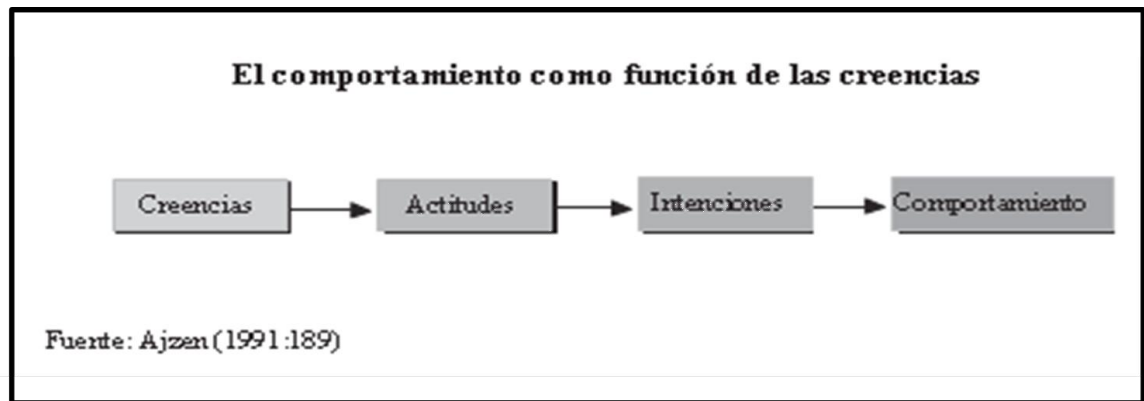 El comportamiento como función de las creencias
Creencias Actitudes Intenciones Comportamiento
Fuente: Ajzen (1991:189)